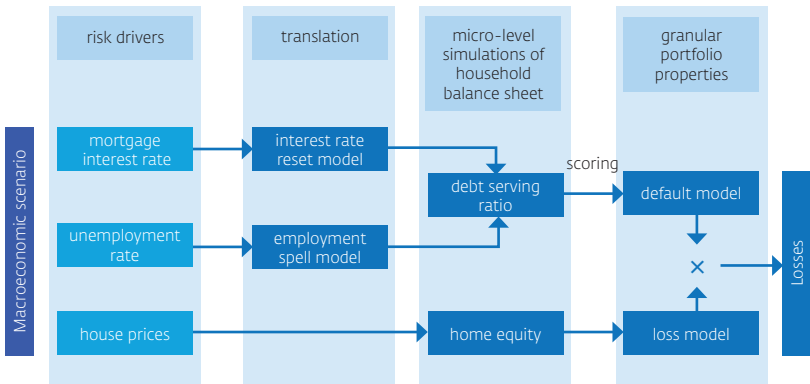 risk drivers
translation
micro-level
simulations of
household
balance sheet
granular
portfolio
properties
Macroeconomic scenario
mortgage
interest rate
interest rate
reset model
debt serving
ratio
scoring
default model
unemployment
rate
employment
spell model
×
Losses
house prices
home equity
loss model